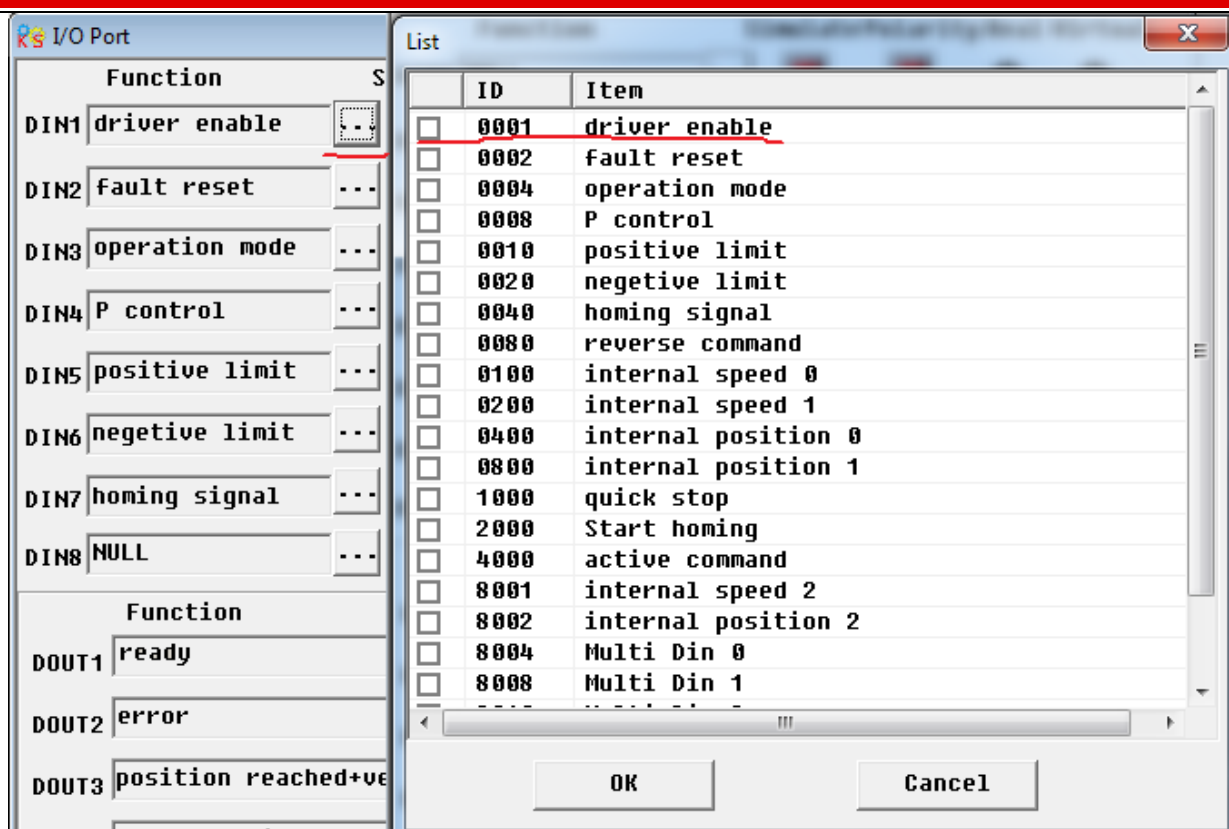 I/O Port
Function S
DIN1 driver enable ...
DIN2 fault reset ...
DIN3 operation mode ...
DIN4 P control ...
DIN5 positive limit ...
DIN6 negetive limit ...
DIN7 homing signal ...
DIN8 NULL ...
Function
DOUT1 ready
DOUT2 error
DOUT3 position reached+ve
List
ID Item
0001 driver enable
0002 fault reset
0004 operation mode
0008 P control
0010 positive limit
0020 negetive limit
0040 homing signal
0080 reverse command
0100 internal speed 0
0200 internal speed 1
0400 internal position 0
0800 internal position 1
1000 quick stop
2000 Start homing
4000 active command
8001 internal speed 2
8002 internal position 2
8004 Multi Din 0
8008 Multi Din 1
OK Cancel